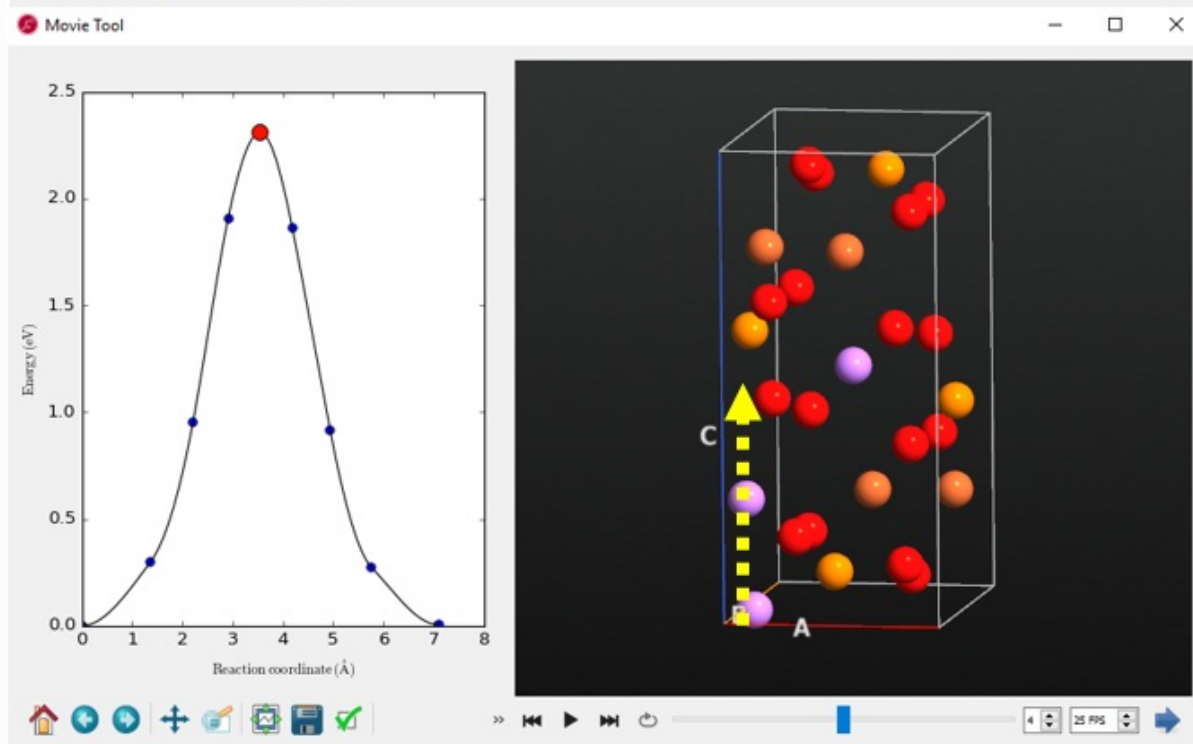 Movie Tool
2.5
2.0
1.5
1.0
0.5
0.0
0 1 2 3 4 5 6 7 8
Energy (eV)
Reaction coordinate (Å)
C
B
A
4
25 FPS